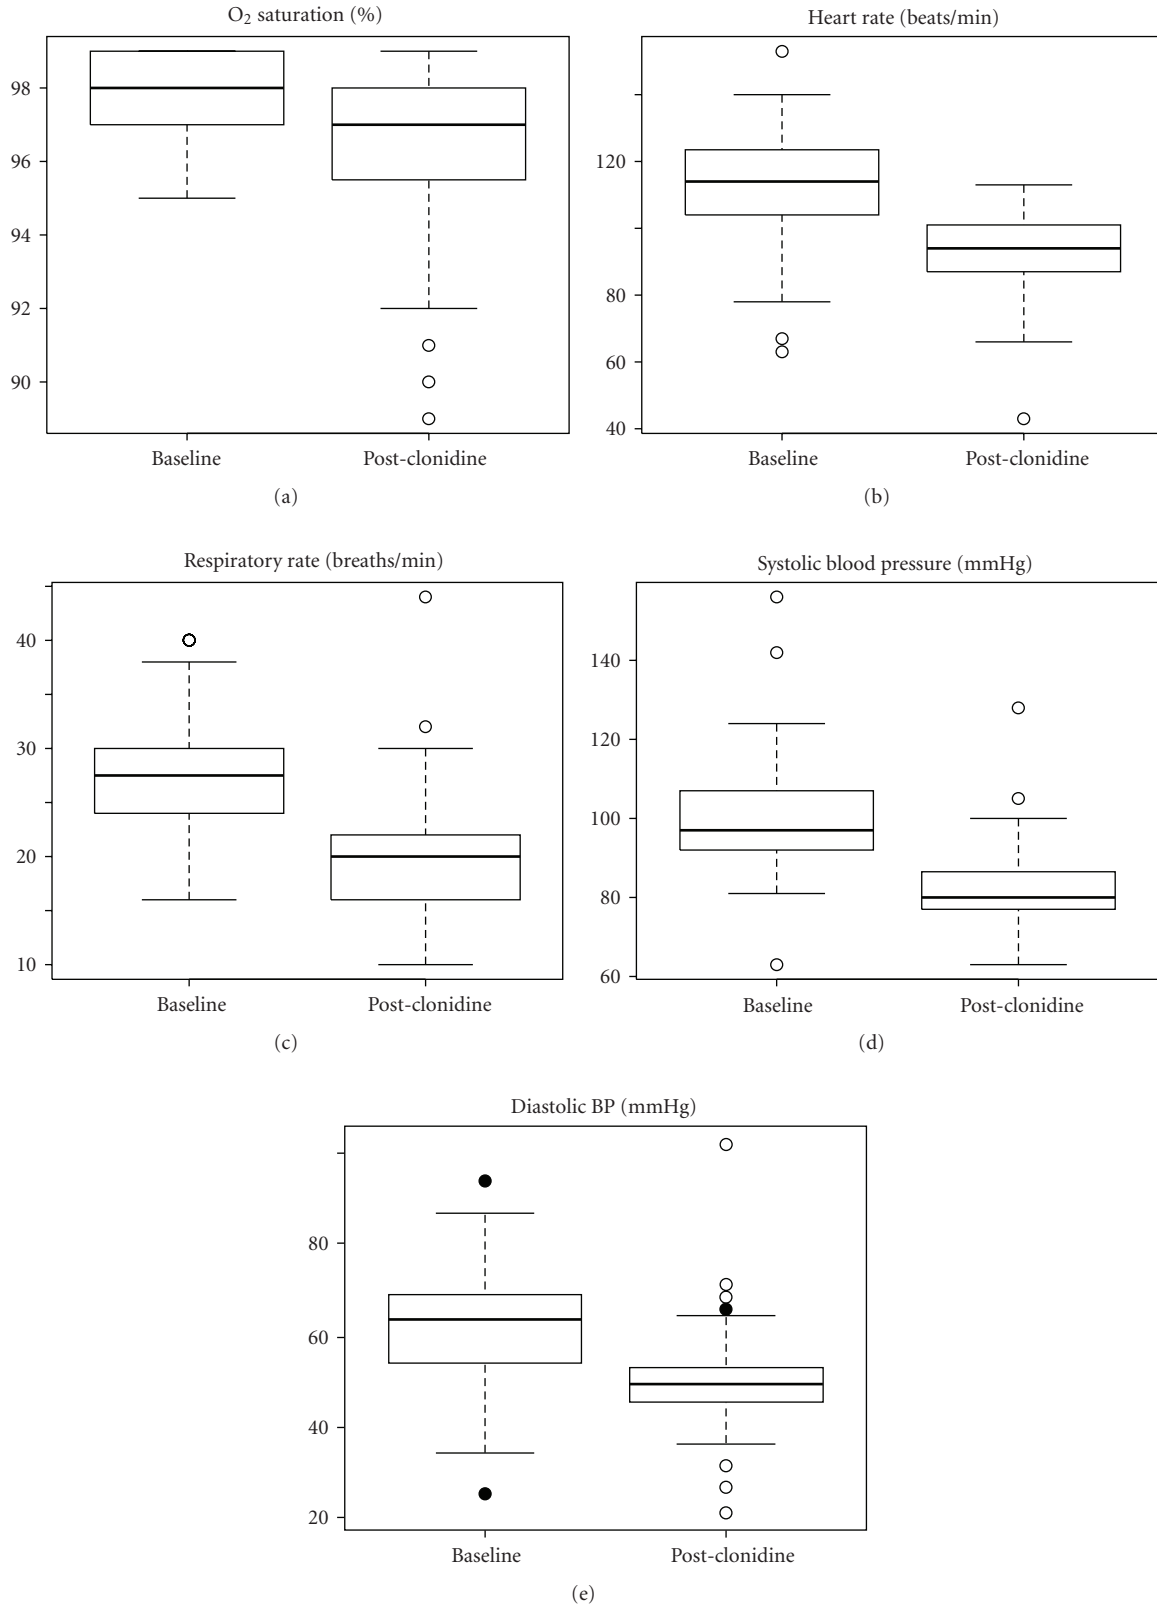 O₂ saturation (%)
98
96
94
92
90
Baseline Post-clonidine
(a)
Heart rate (beats/min)
120
80
60
40
Baseline Post-clonidine
(b)
Respiratory rate (breaths/min)
40
30
20
10
Baseline Post-clonidine
(c)
Systolic blood pressure (mmHg)
140
120
100
80
60
Baseline Post-clonidine
(d)
Diastolic BP (mmHg)
80
60
40
20
Baseline Post-clonidine
(e)